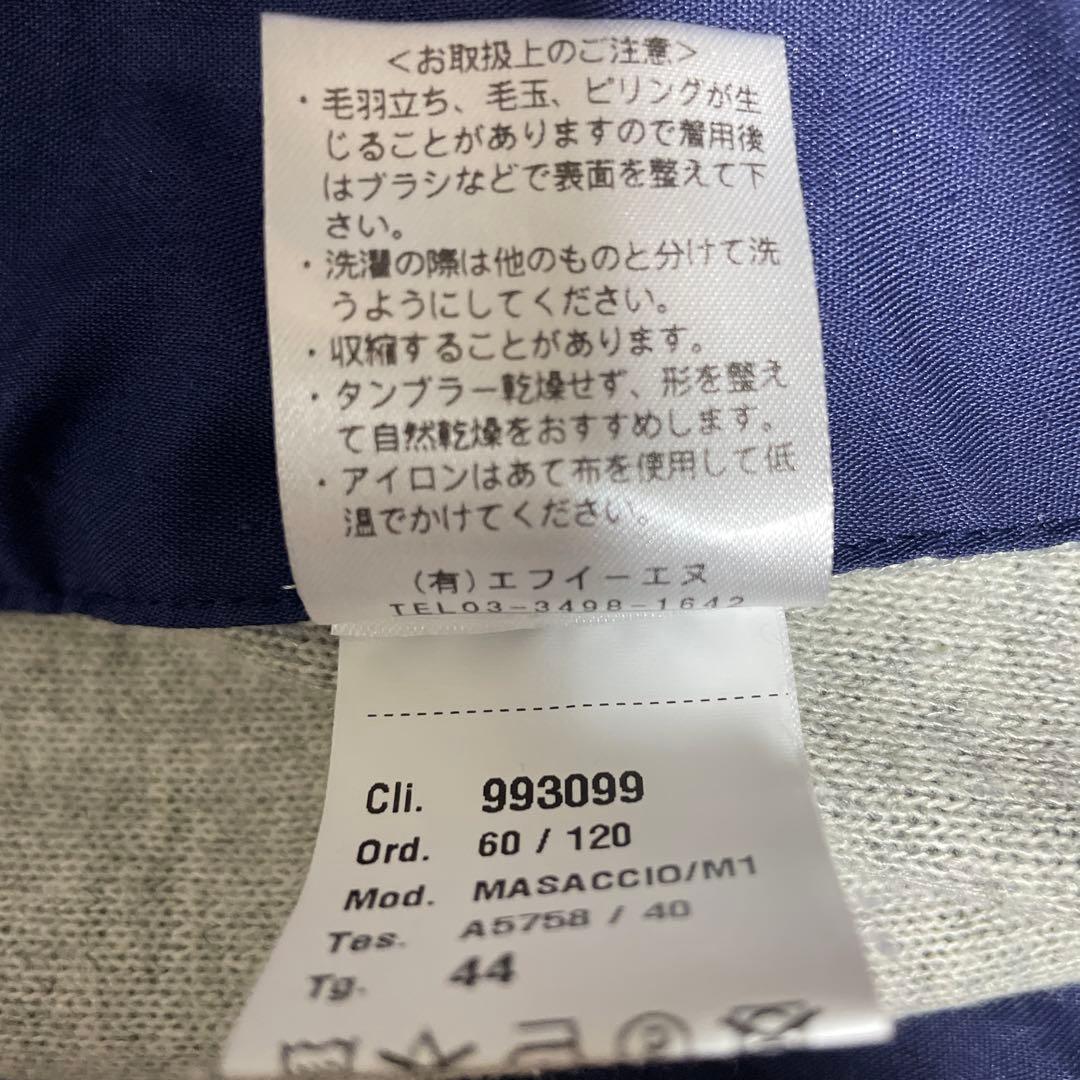 <お取扱上のご注意>
・毛羽立ち、毛玉、ピリングが生
じることがありますので着用後
はブラシなどで表面を整えて下
さい。
・洗濯の際は他のものと分けて洗
うようにしてください。
・収縮することがあります。
・タンブラー乾燥せず、形を整え
て自然乾燥をおすすめします。
・アイロンはあて布を使用して低
温でかけてください。
(有)エフイーエヌ
TEL03-3498-1642
Cli. 993099
Ord. 60 / 120
Mod. MASACCIO/M1
Tes. A5758 / 40
Tg. 44